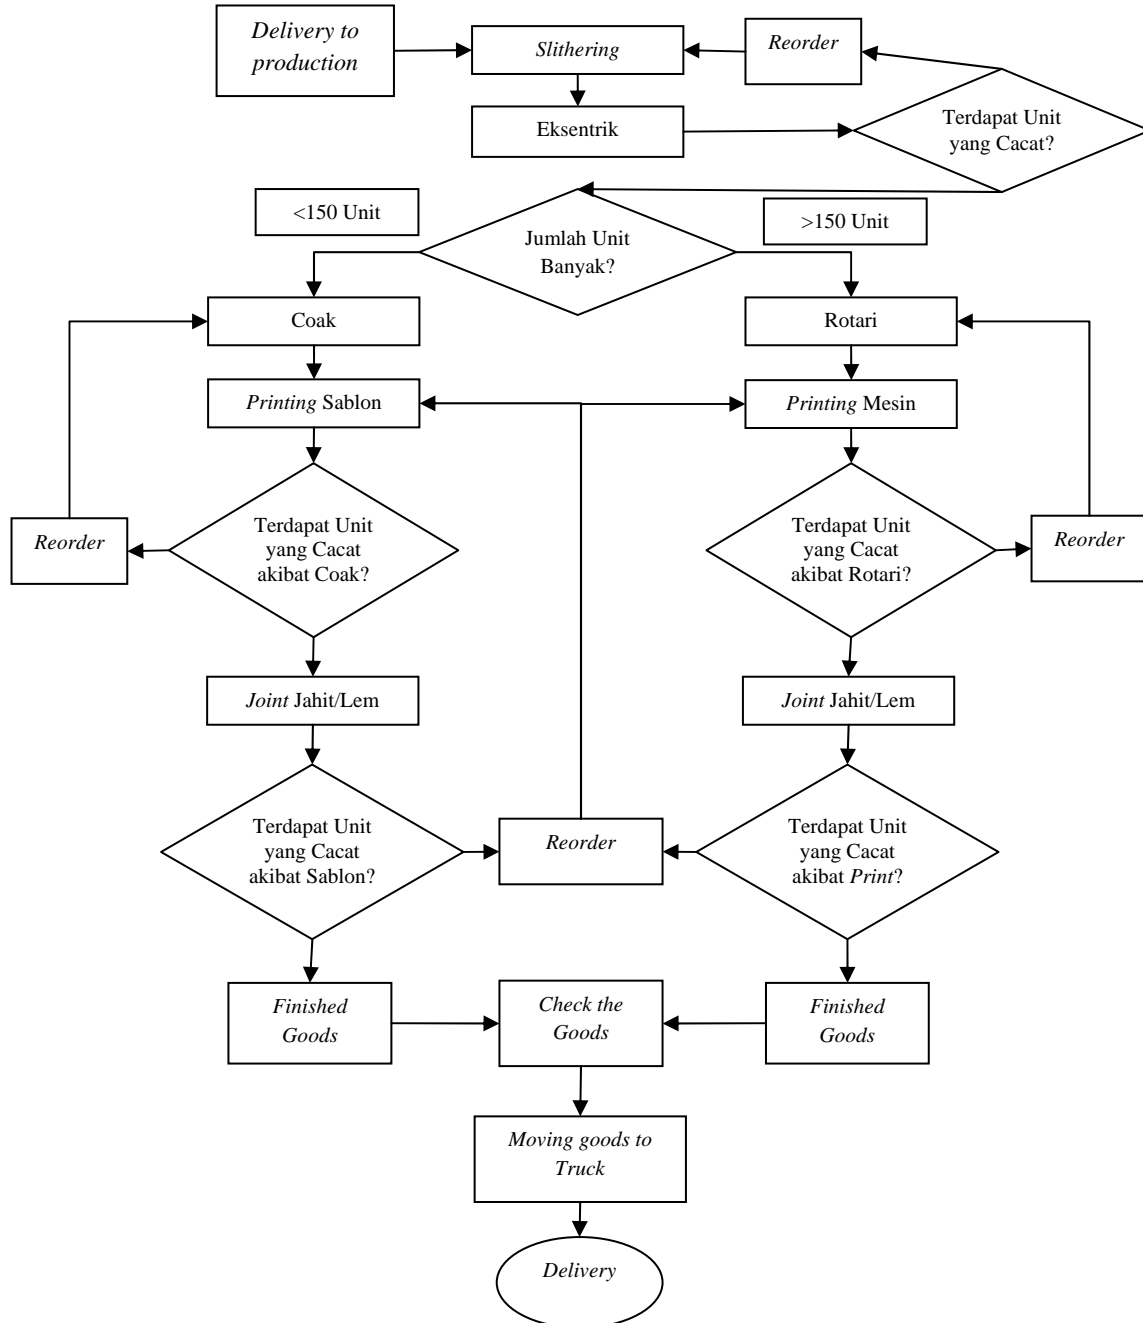 Delivery to
production
Slithering
Reorder
Eksentrik
Terdapat Unit
yang Cacat?
<150 Unit
Jumlah Unit
Banyak?
>150 Unit
Coak
Rotari
Printing Sablon
Printing Mesin
Reorder
Terdapat Unit
yang Cacat
akibat Coak?
Terdapat Unit
yang Cacat
akibat Rotari?
Reorder
Joint Jahit/Lem
Joint Jahit/Lem
Terdapat Unit
yang Cacat
akibat Sablon?
Reorder
Terdapat Unit
yang Cacat
akibat Print?
Finished
Goods
Check the
Goods
Finished
Goods
Moving goods to
Truck
Delivery